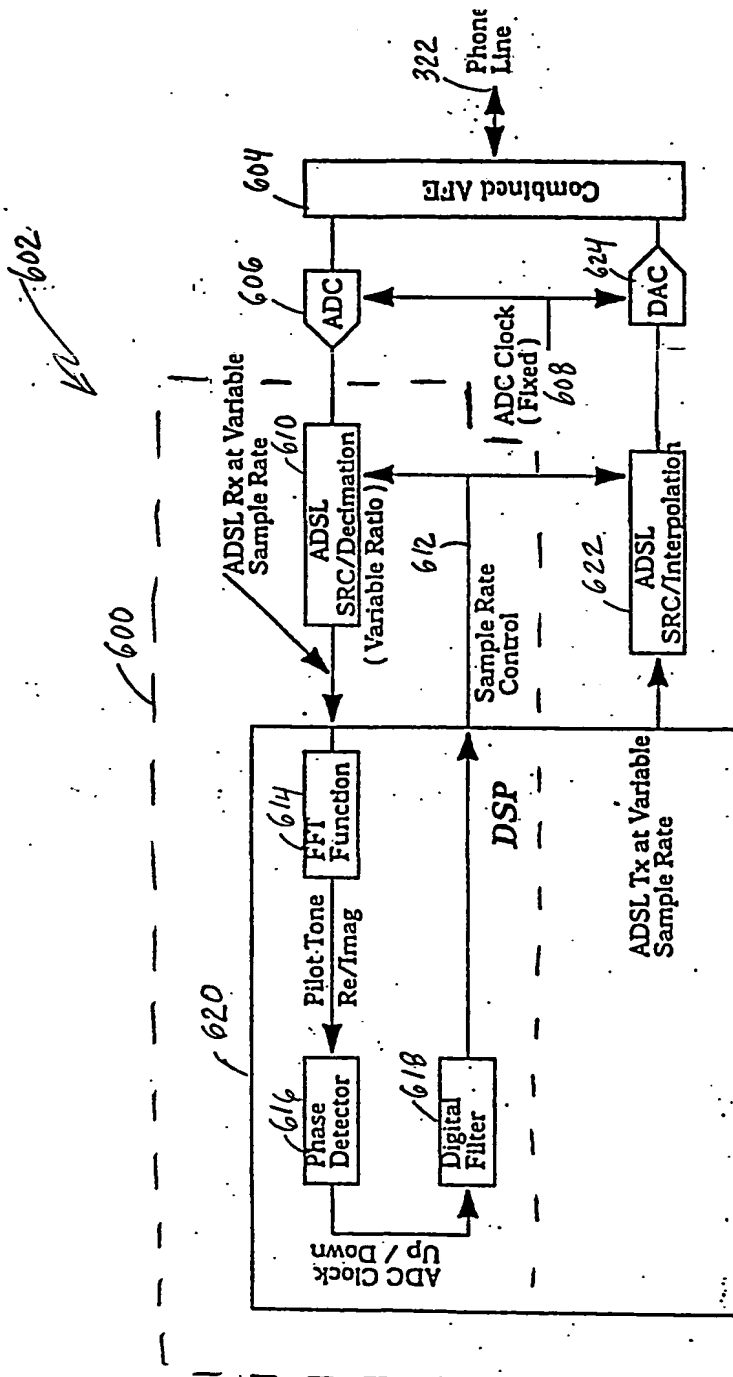 602
600
620
ADSL Rx at Variable
Sample Rate
610
606
604
322
Phone
Line
616
Phase
Detector
Pilot-Tone
Re/Imag
614
FFT
Function
ADSL
SRC/Decimation
(Variable Ratio)
ADC
Combined AFE
ADC Clock
Up / Down
618
Digital
Filter
Sample Rate
Control
612
ADC Clock
(Fixed)
608
DSP
ADSL Tx at Variable
Sample Rate
622
ADSL
SRC/Interpolation
624
DAC